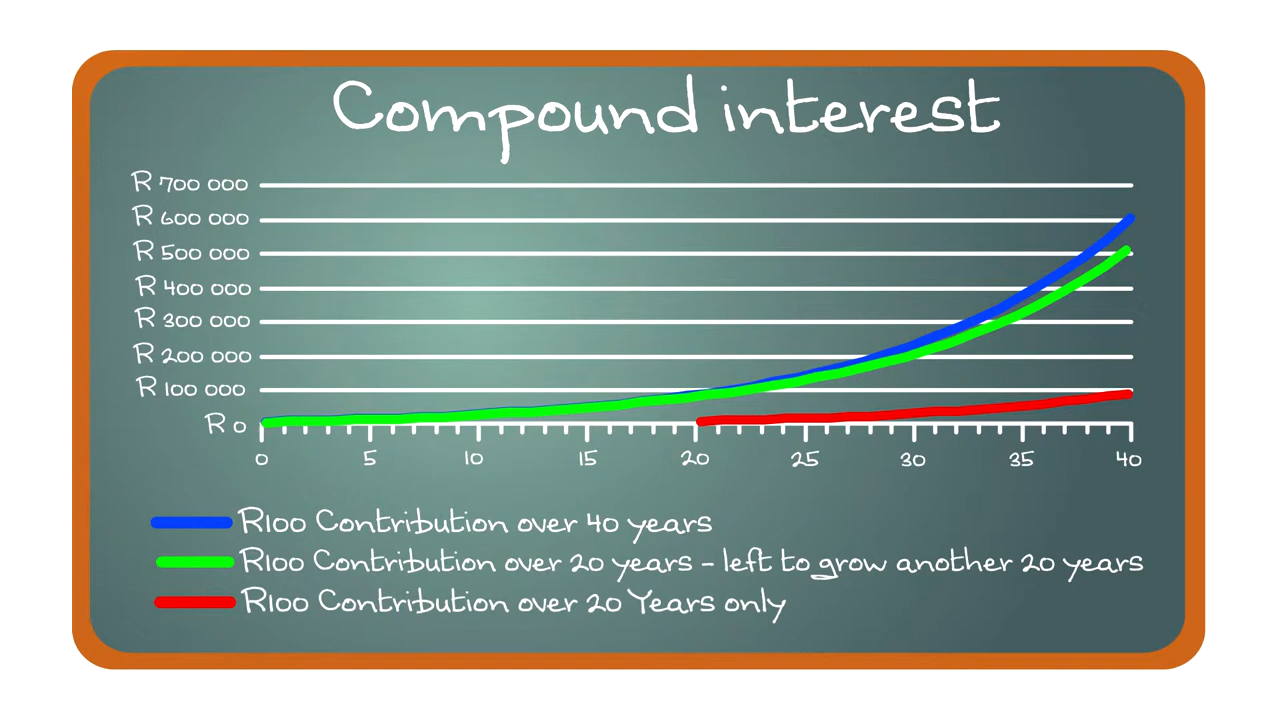 Compound interest
R 700 000
R 600 000
R 500 000
R 400 000
R 300 000
R 200 000
R 100 000
R 0
0 5 10 15 20 25 30 35 40
R100 Contribution over 40 years
R100 Contribution over 20 years - left to grow another 20 years
R100 Contribution over 20 Years only